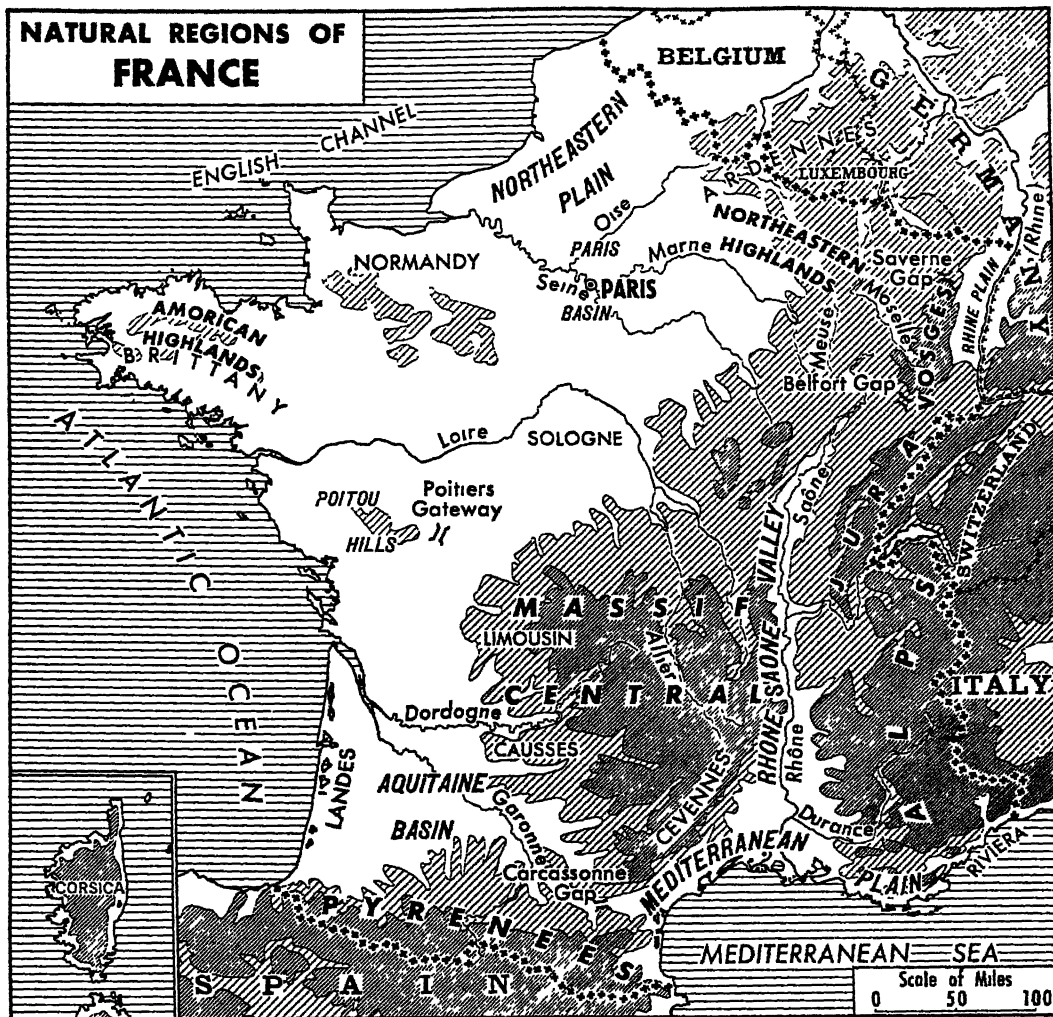 NATURAL REGIONS OF
FRANCE
BELGIUM
GERMANY
ENGLISH CHANNEL
NORTHEASTERN
PLAIN
ARDENNES
LUXEMBOURG
Oise
NORTHEASTERN
HIGHLANDS
(Rhine)
NORMANDY
PARIS
BASIN
Seine
PARIS
Marne
Saverne
Gap
RHINE PLAIN
Meuse
Moselle
VOSGES
AMORICAN
HIGHLANDS
BRITTANY
Belfort Gap
ATLANTIC OCEAN
Loire
SOLOGNE
JURA
SWITZERLAND
Saône
POITOU
HILLS
Poitiers
Gateway
RHONE SAONE VALLEY
MASSIF
CENTRAL
LIMOUSIN
Allier
ALPS
ITALY
Dordogne
CAUSSES
Rhône
LANDES
AQUITAINE
BASIN
Garonne
CEVENNES
Durance
Carcassonne
Gap
MEDITERRANEAN
PLAIN
RIVIERA
CORSICA
PYRENEES
SPAIN
MEDITERRANEAN SEA
Scale of Miles
0 50 100